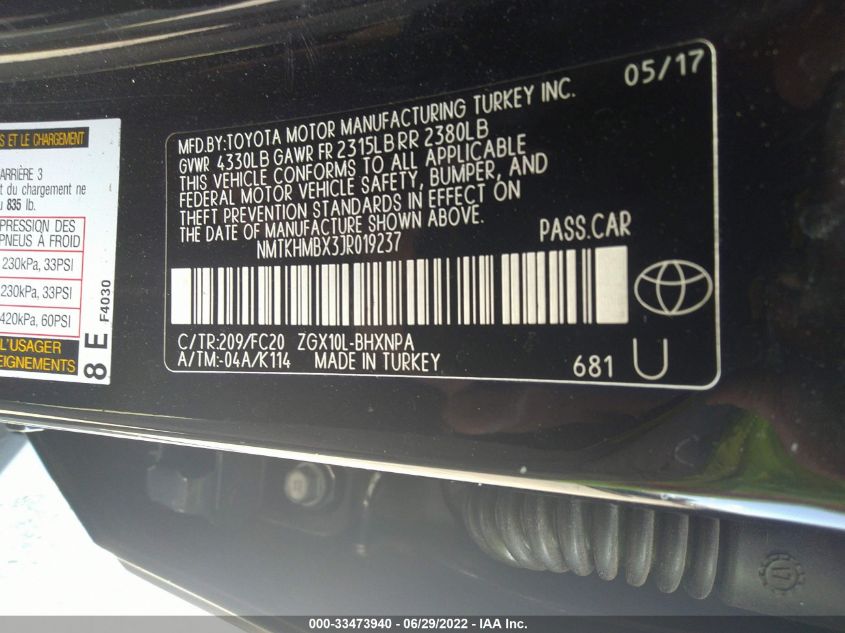 05/17
MFD.BY:TOYOTA MOTOR MANUFACTURING TURKEY INC.
GVWR 4330LB GAWR FR 2315LB RR 2380LB
THIS VEHICLE CONFORMS TO ALL APPLICABLE
FEDERAL MOTOR VEHICLE SAFETY, BUMPER, AND
THEFT PREVENTION STANDARDS IN EFFECT ON
THE DATE OF MANUFACTURE SHOWN ABOVE.
NMTKHMBX3JR019237 PASS.CAR
C/TR:209/FC20 ZGX10L-BHXNPA
A/TM:-04A/K114 MADE IN TURKEY
681 U
ET LE CHARGEMENT
ARRIÈRE 3
t du chargement ne
835 lb.
PNEUS À FROID
230kPa, 33PSI
230kPa, 33PSI
420kPa, 60PSI
L'USAGER
EIGNEMENTS
8 E F4030
000-33473940 - 06/29/2022 - IAA Inc.